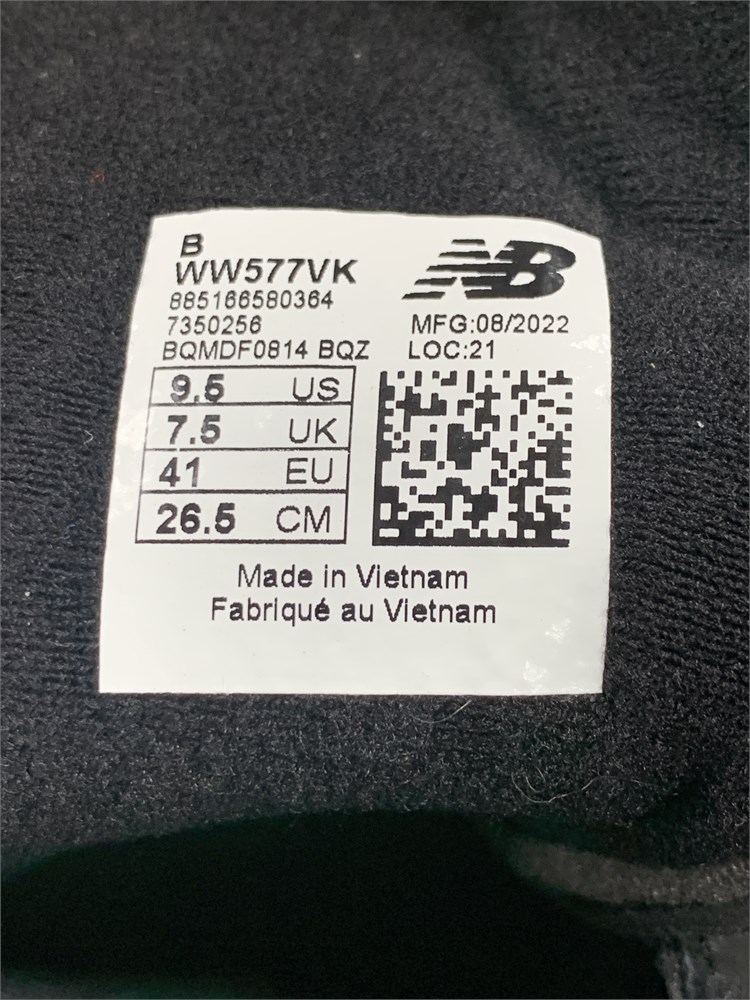 B
WW577VK
885166580364
7350256
BQMDF0814 BQZ
NB
MFG:08/2022
LOC:21
9.5 US
7.5 UK
41 EU
26.5 CM
Made in Vietnam
Fabriqué au Vietnam